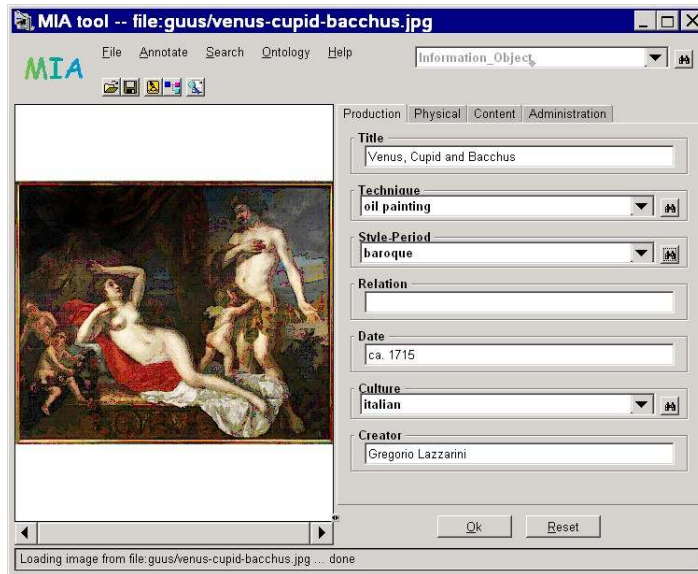 MIA tool -- file:guus/venus-cupid-bacchus.jpg
MIA
File Annotate Search Ontology Help
Information_Object
Production Physical Content Administration
Title
Venus, Cupid and Bacchus
Technique
oil painting
Style-Period
baroque
Relation
Date
ca. 1715
Culture
italian
Creator
Gregorio Lazzarini
Ok Reset
Loading image from file:guus/venus-cupid-bacchus.jpg ... done